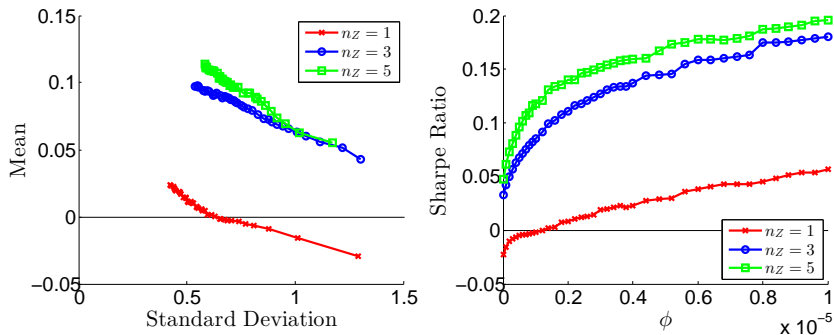 0.15
0.1
0.05
0
−0.05
0
0.5
1
1.5
Mean
Standard Deviation
n_Z = 1
n_Z = 3
n_Z = 5
0.2
0.15
0.1
0.05
0
−0.05
0
0.2
0.4
0.6
0.8
1
x 10^-5
Sharpe Ratio
ϕ
n_Z = 1
n_Z = 3
n_Z = 5